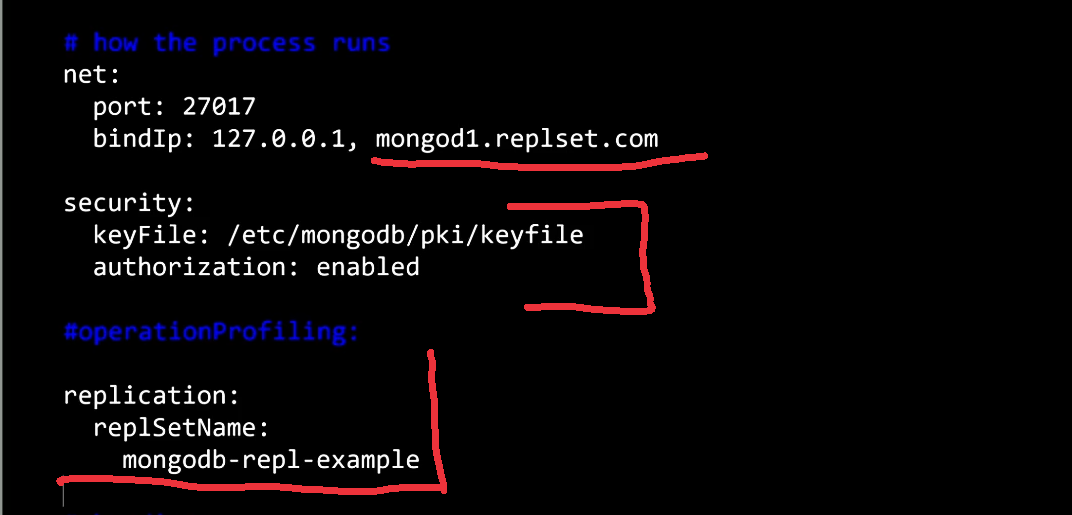 # how the process runs
net:
  port: 27017
  bindIp: 127.0.0.1, mongod1.replset.com
security:
  keyFile: /etc/mongodb/pki/keyfile
  authorization: enabled
#operationProfiling:
replication:
  replSetName:
    mongodb-repl-example